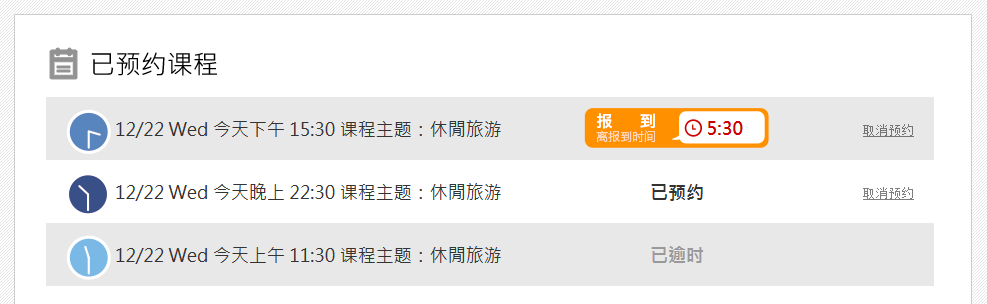 已预约课程
12/22 Wed 今天下午 15:30 课程主题：休閒旅游
报 到
离报到时间
5:30
取消预约
12/22 Wed 今天晚上 22:30 课程主题：休閒旅游
已预约
取消预约
12/22 Wed 今天上午 11:30 课程主题：休閒旅游
已逾时